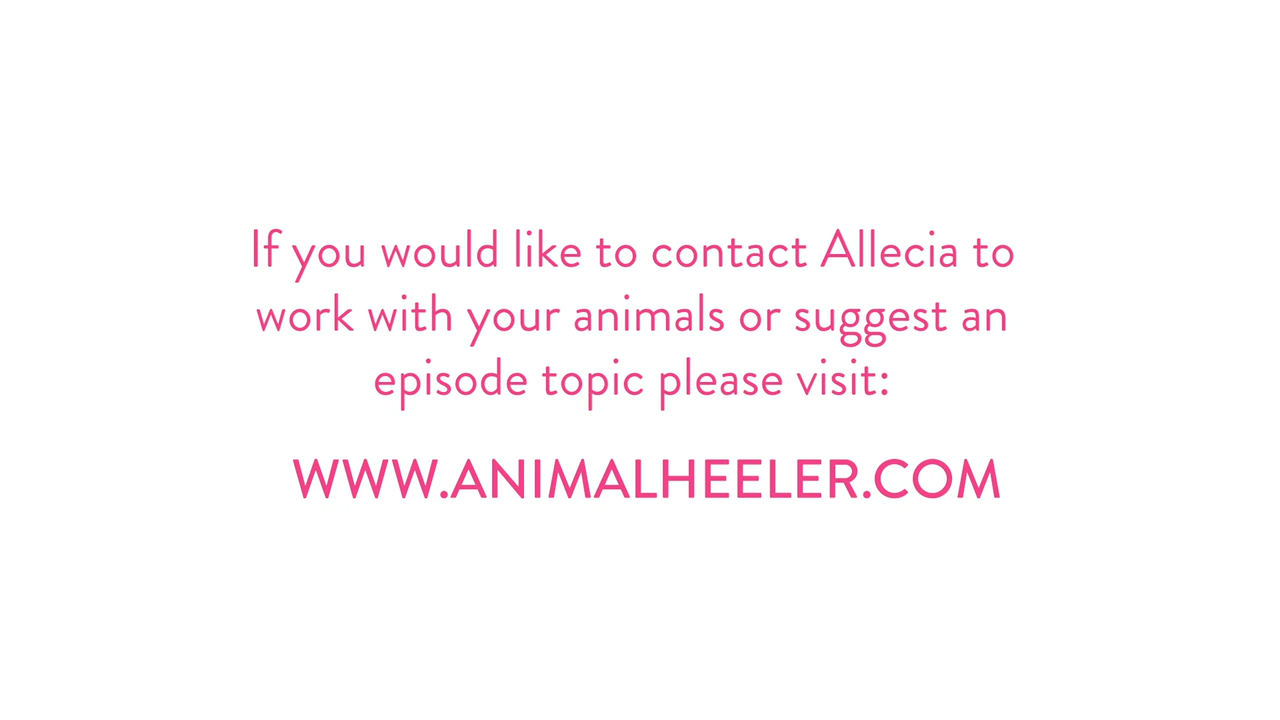 If you would like to contact Allecia to
work with your animals or suggest an
episode topic please visit:
WWW.ANIMALHEELER.COM